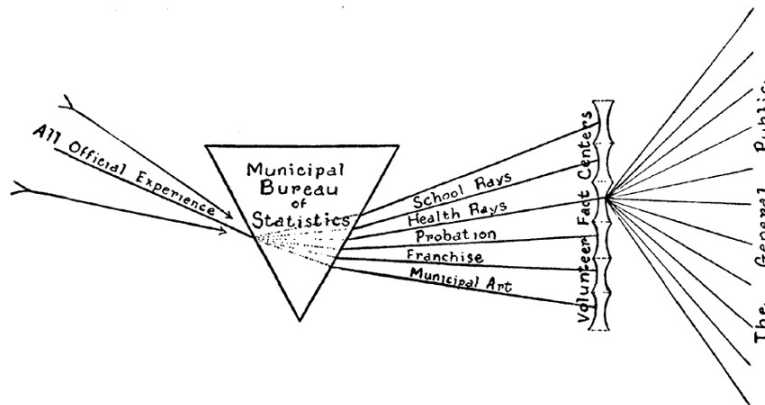 All Official Experience
Municipal
Bureau
of
Statistics
School Rays
Health Rays
Probation
Franchise
Municipal Art
Volunteer Fact Centers
The General Public